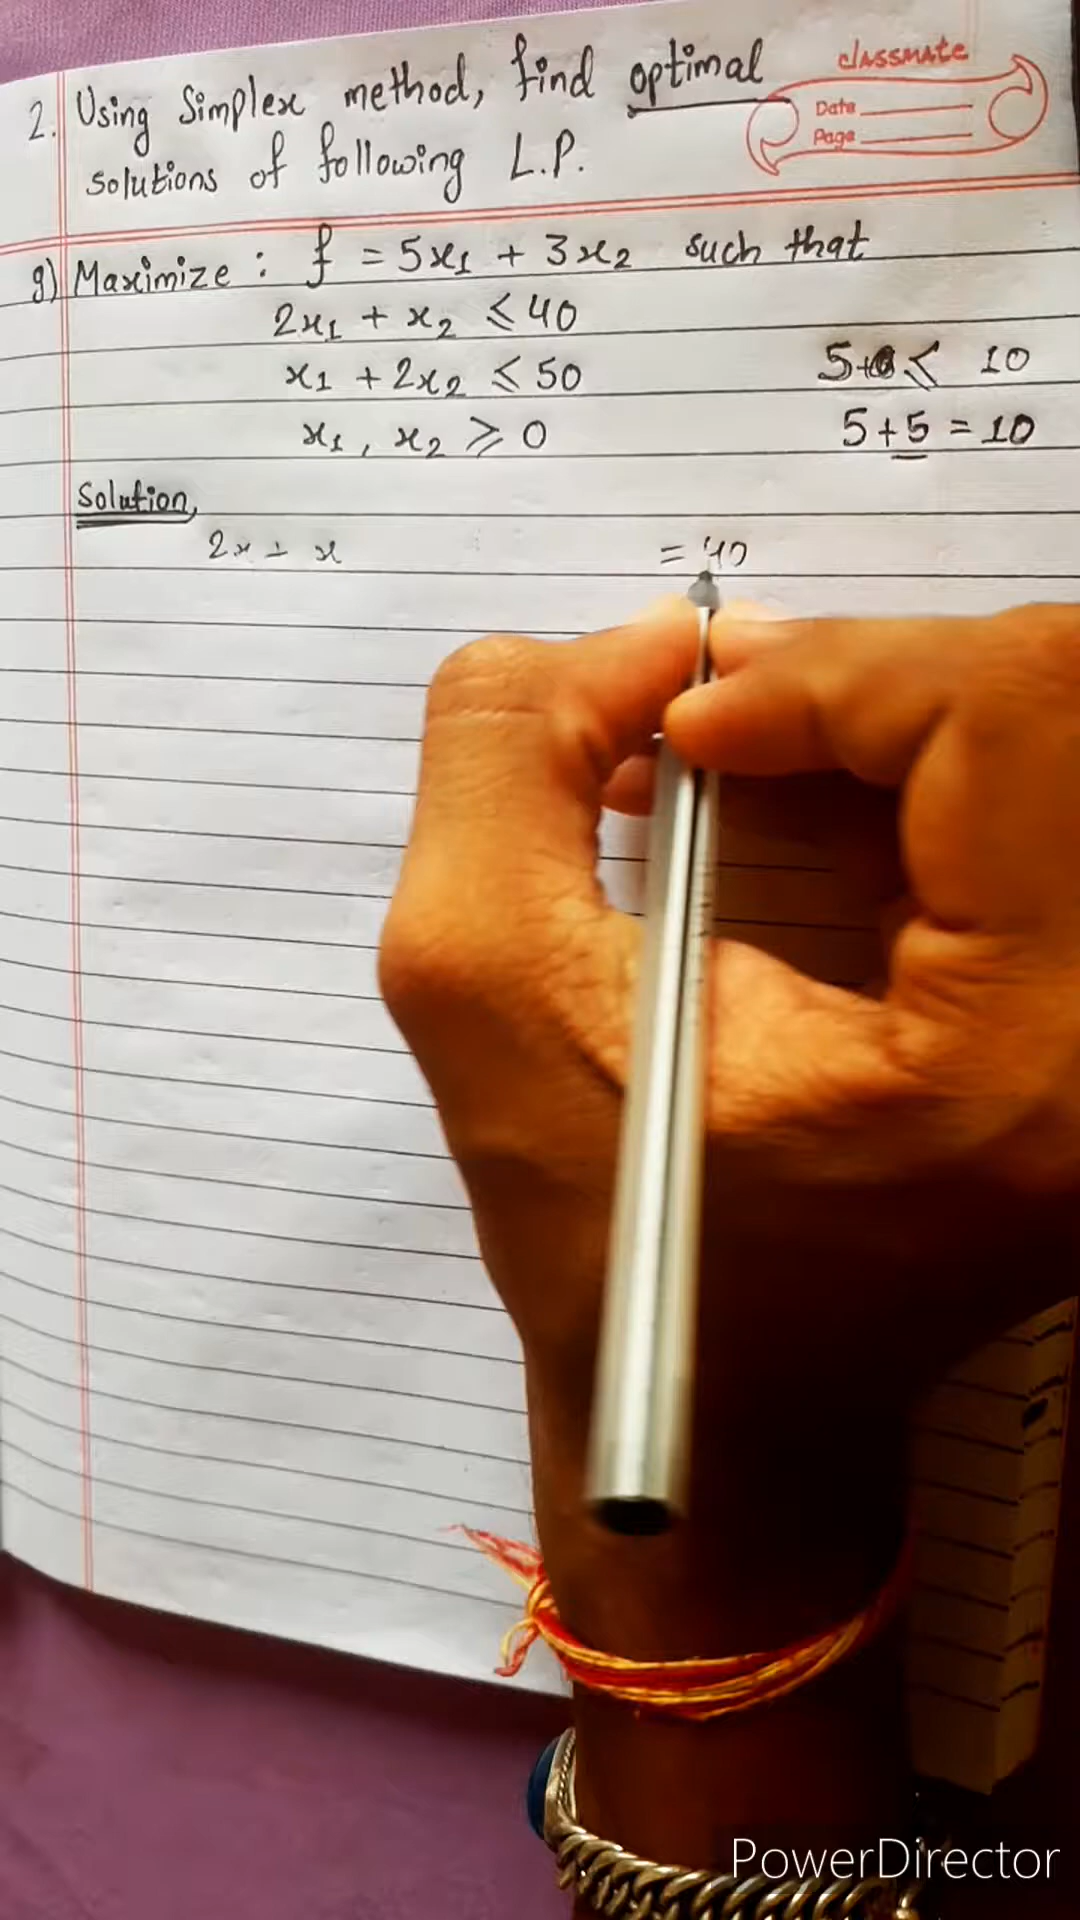 classmate
Date
Page
2. Using Simplex method, find optimal
solutions of following L.P.
g) Maximize : f = 5x₁ + 3x₂ such that
2x₁ + x₂ ≤ 40
x₁ + 2x₂ ≤ 50
x₁, x₂ ≥ 0
5+ < 10
5+5 = 10
Solution,
2x + x = 40
PowerDirector